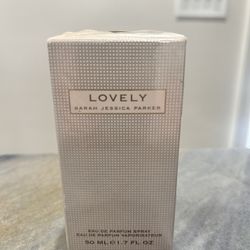 LOVELY
SARAH JESSICA PARKER
EAU DE PARFUM SPRAY
EAU DE PARFUM VAPORISATEUR
50 ML ℮ 1.7 FL OZ